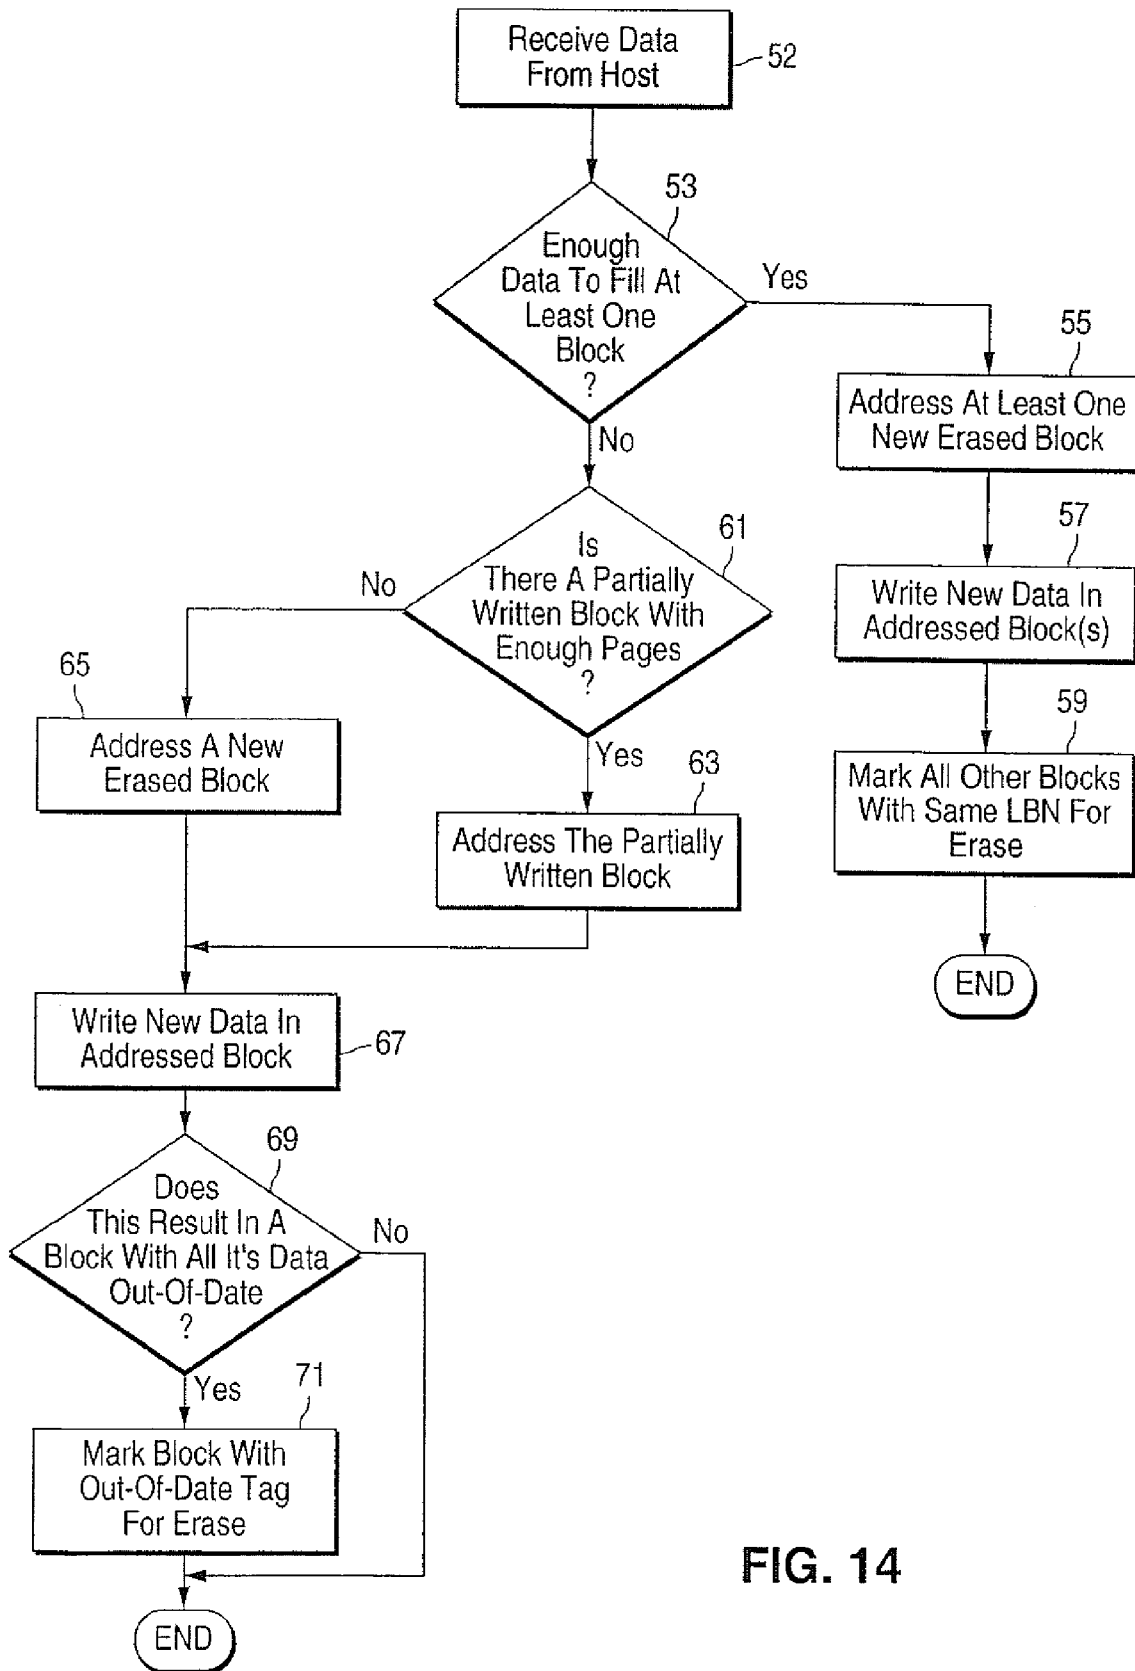 Receive Data
From Host
52
53
Enough
Data To Fill At
Least One
Block
?
Yes
No
55
Address At Least One
New Erased Block
57
Write New Data In
Addressed Block(s)
59
Mark All Other Blocks
With Same LBN For
Erase
END
61
Is
There A Partially
Written Block With
Enough Pages
?
No
Yes
65
Address A New
Erased Block
63
Address The Partially
Written Block
Write New Data In
Addressed Block
67
69
Does
This Result In A
Block With All It's Data
Out-Of-Date
?
No
Yes
71
Mark Block With
Out-Of-Date Tag
For Erase
END
FIG. 14